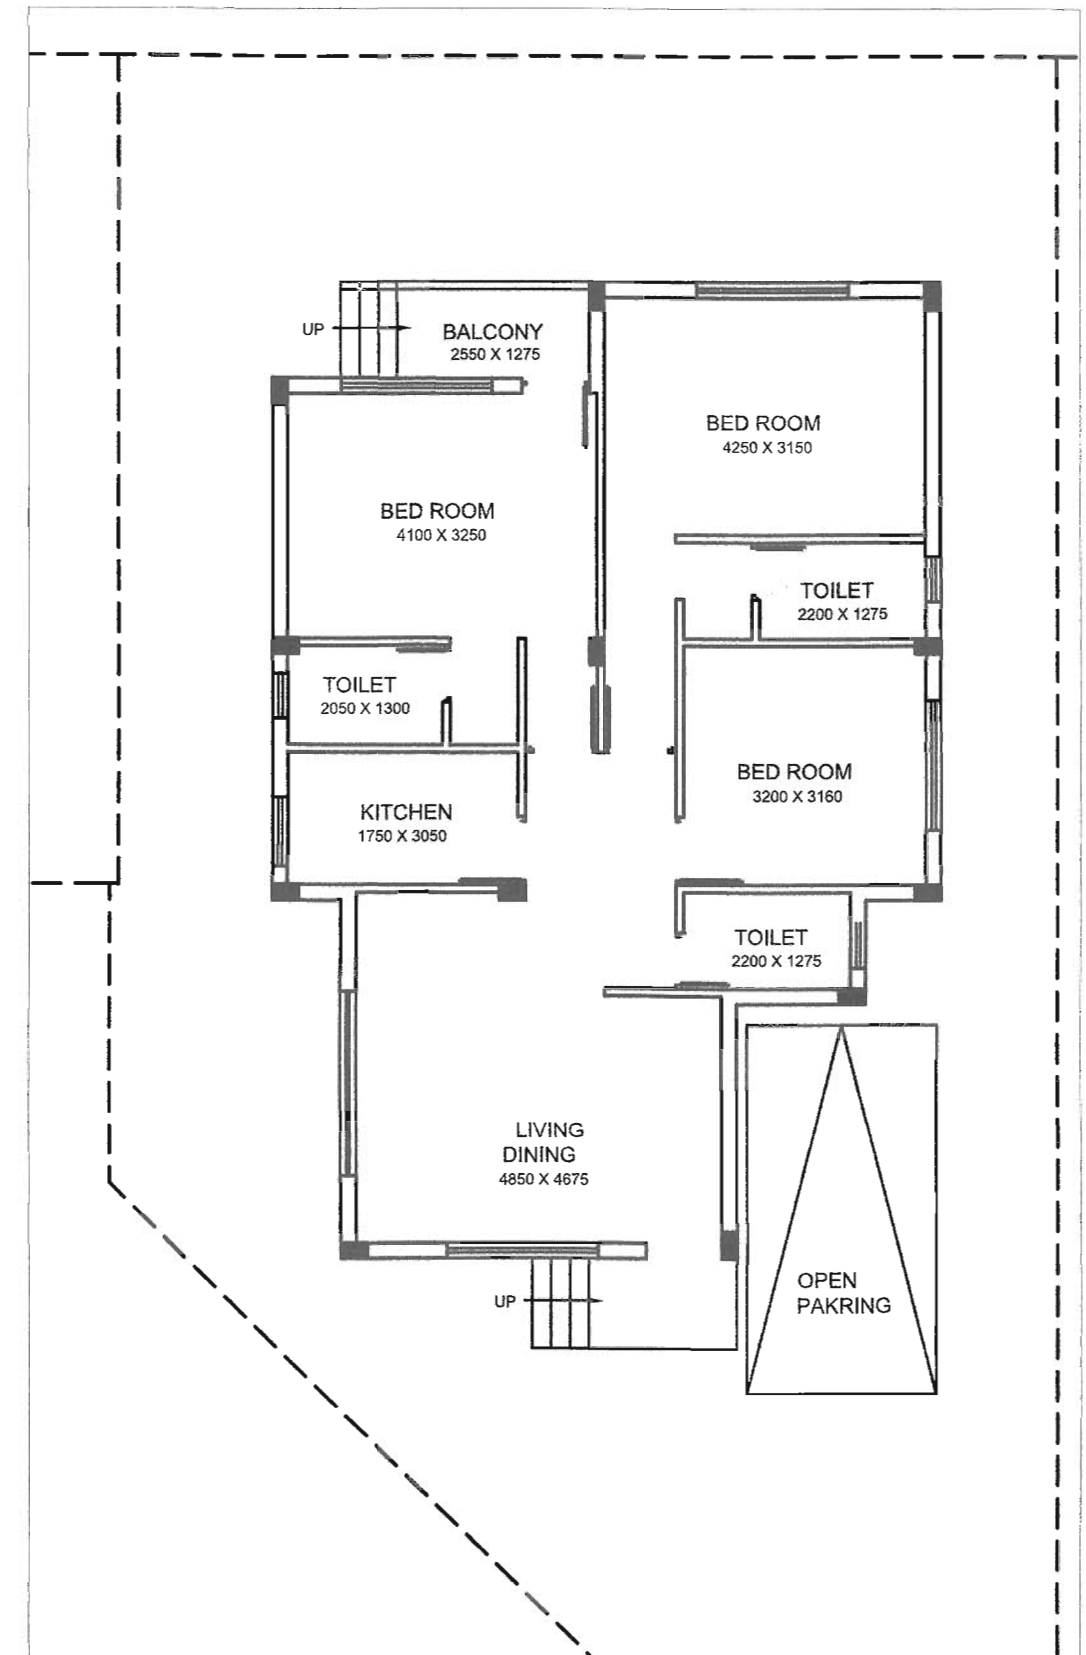 UP
BALCONY
2550 X 1275
BED ROOM
4250 X 3150
BED ROOM
4100 X 3250
TOILET
2200 X 1275
TOILET
2050 X 1300
BED ROOM
3200 X 3160
KITCHEN
1750 X 3050
TOILET
2200 X 1275
LIVING
DINING
4850 X 4675
UP
OPEN
PAKRING